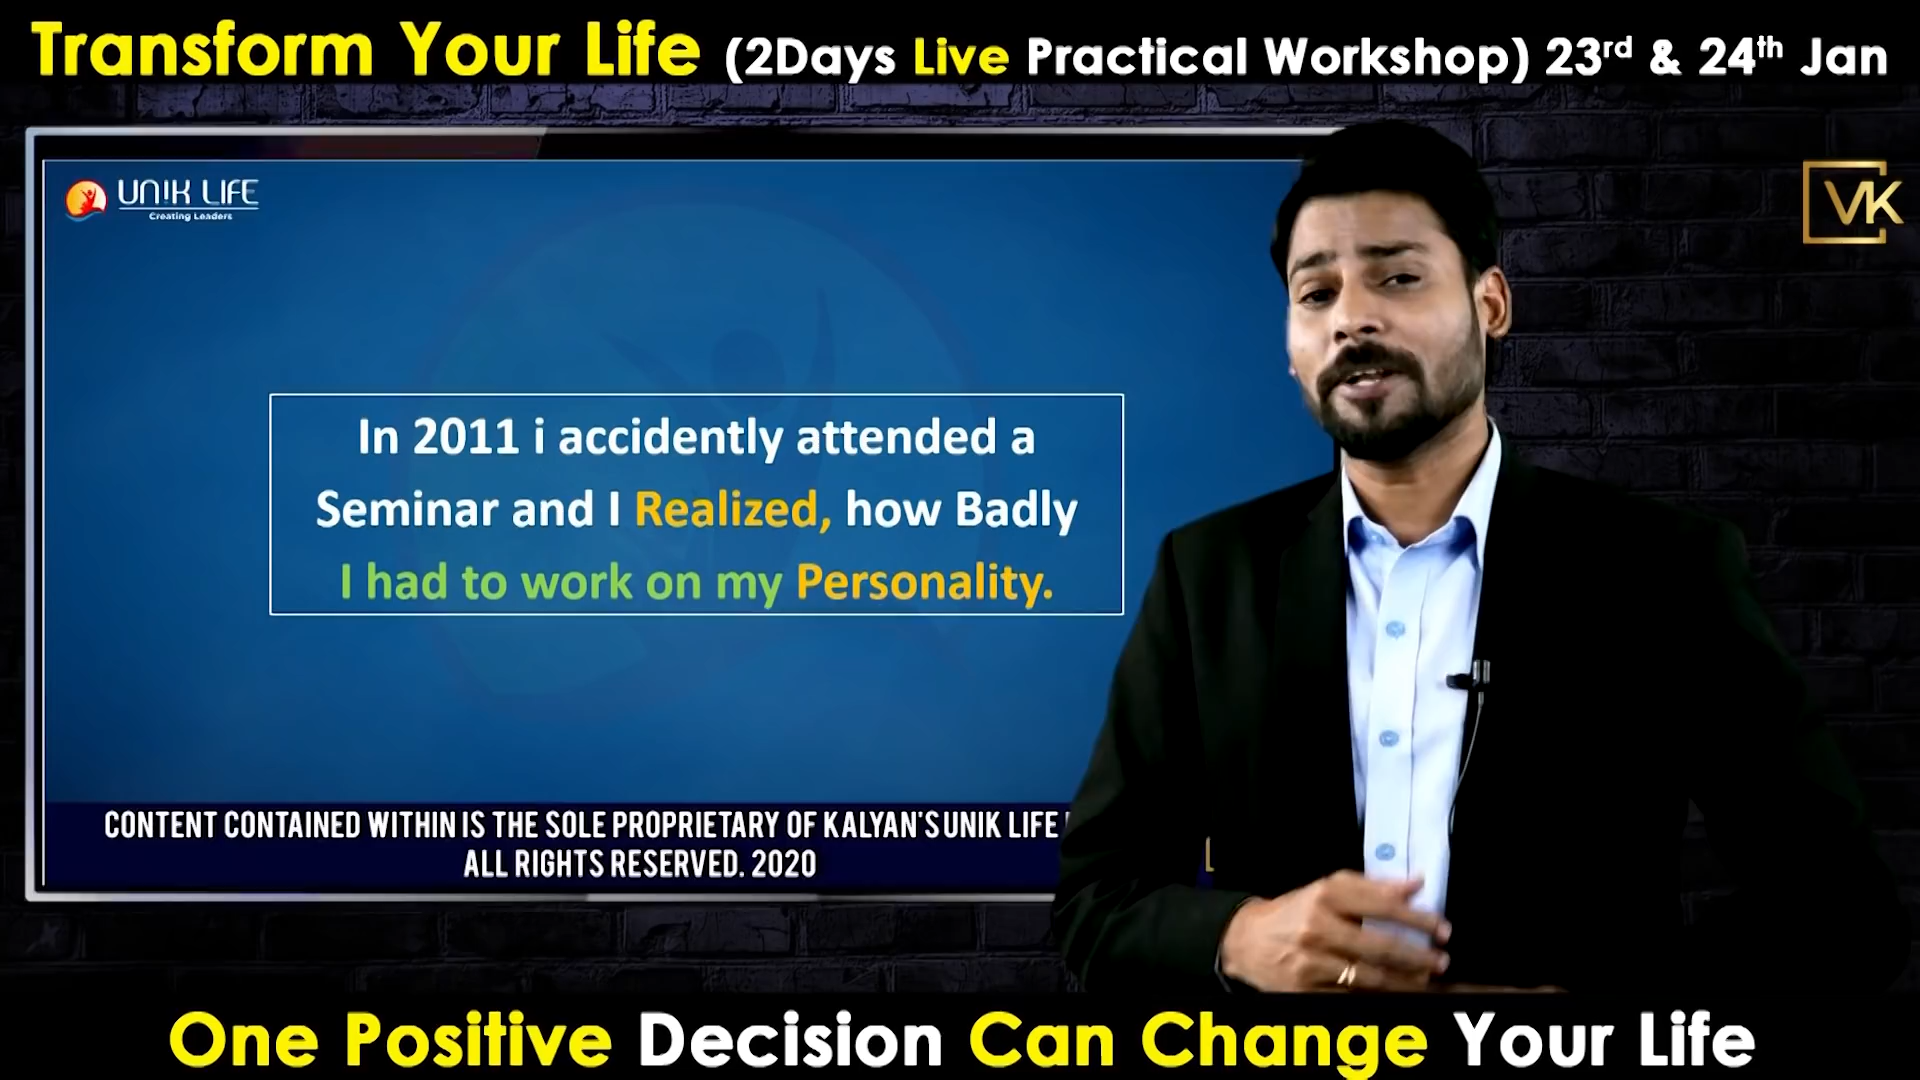 Transform Your Life (2Days Live Practical Workshop) 23rd & 24th Jan
UN!K LIFE
Creating Leaders
VK
In 2011 i accidently attended a
Seminar and I Realized, how Badly
I had to work on my Personality.
CONTENT CONTAINED WITHIN IS THE SOLE PROPRIETARY OF KALYAN'S UNIK LIFE
ALL RIGHTS RESERVED. 2020
One Positive Decision Can Change Your Life